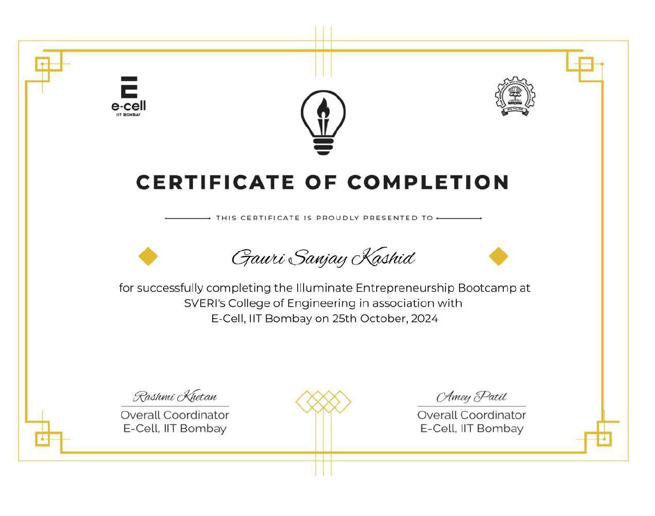 e-cell
IIT BOMBAY
CERTIFICATE OF COMPLETION
THIS CERTIFICATE IS PROUDLY PRESENTED TO
Gauri Sanjay Kashid
for successfully completing the Illuminate Entrepreneurship Bootcamp at
SVERI's College of Engineering in association with
E-Cell, IIT Bombay on 25th October, 2024
Rashmi Khetan
Overall Coordinator
E-Cell, IIT Bombay
Amey Patil
Overall Coordinator
E-Cell, IIT Bombay